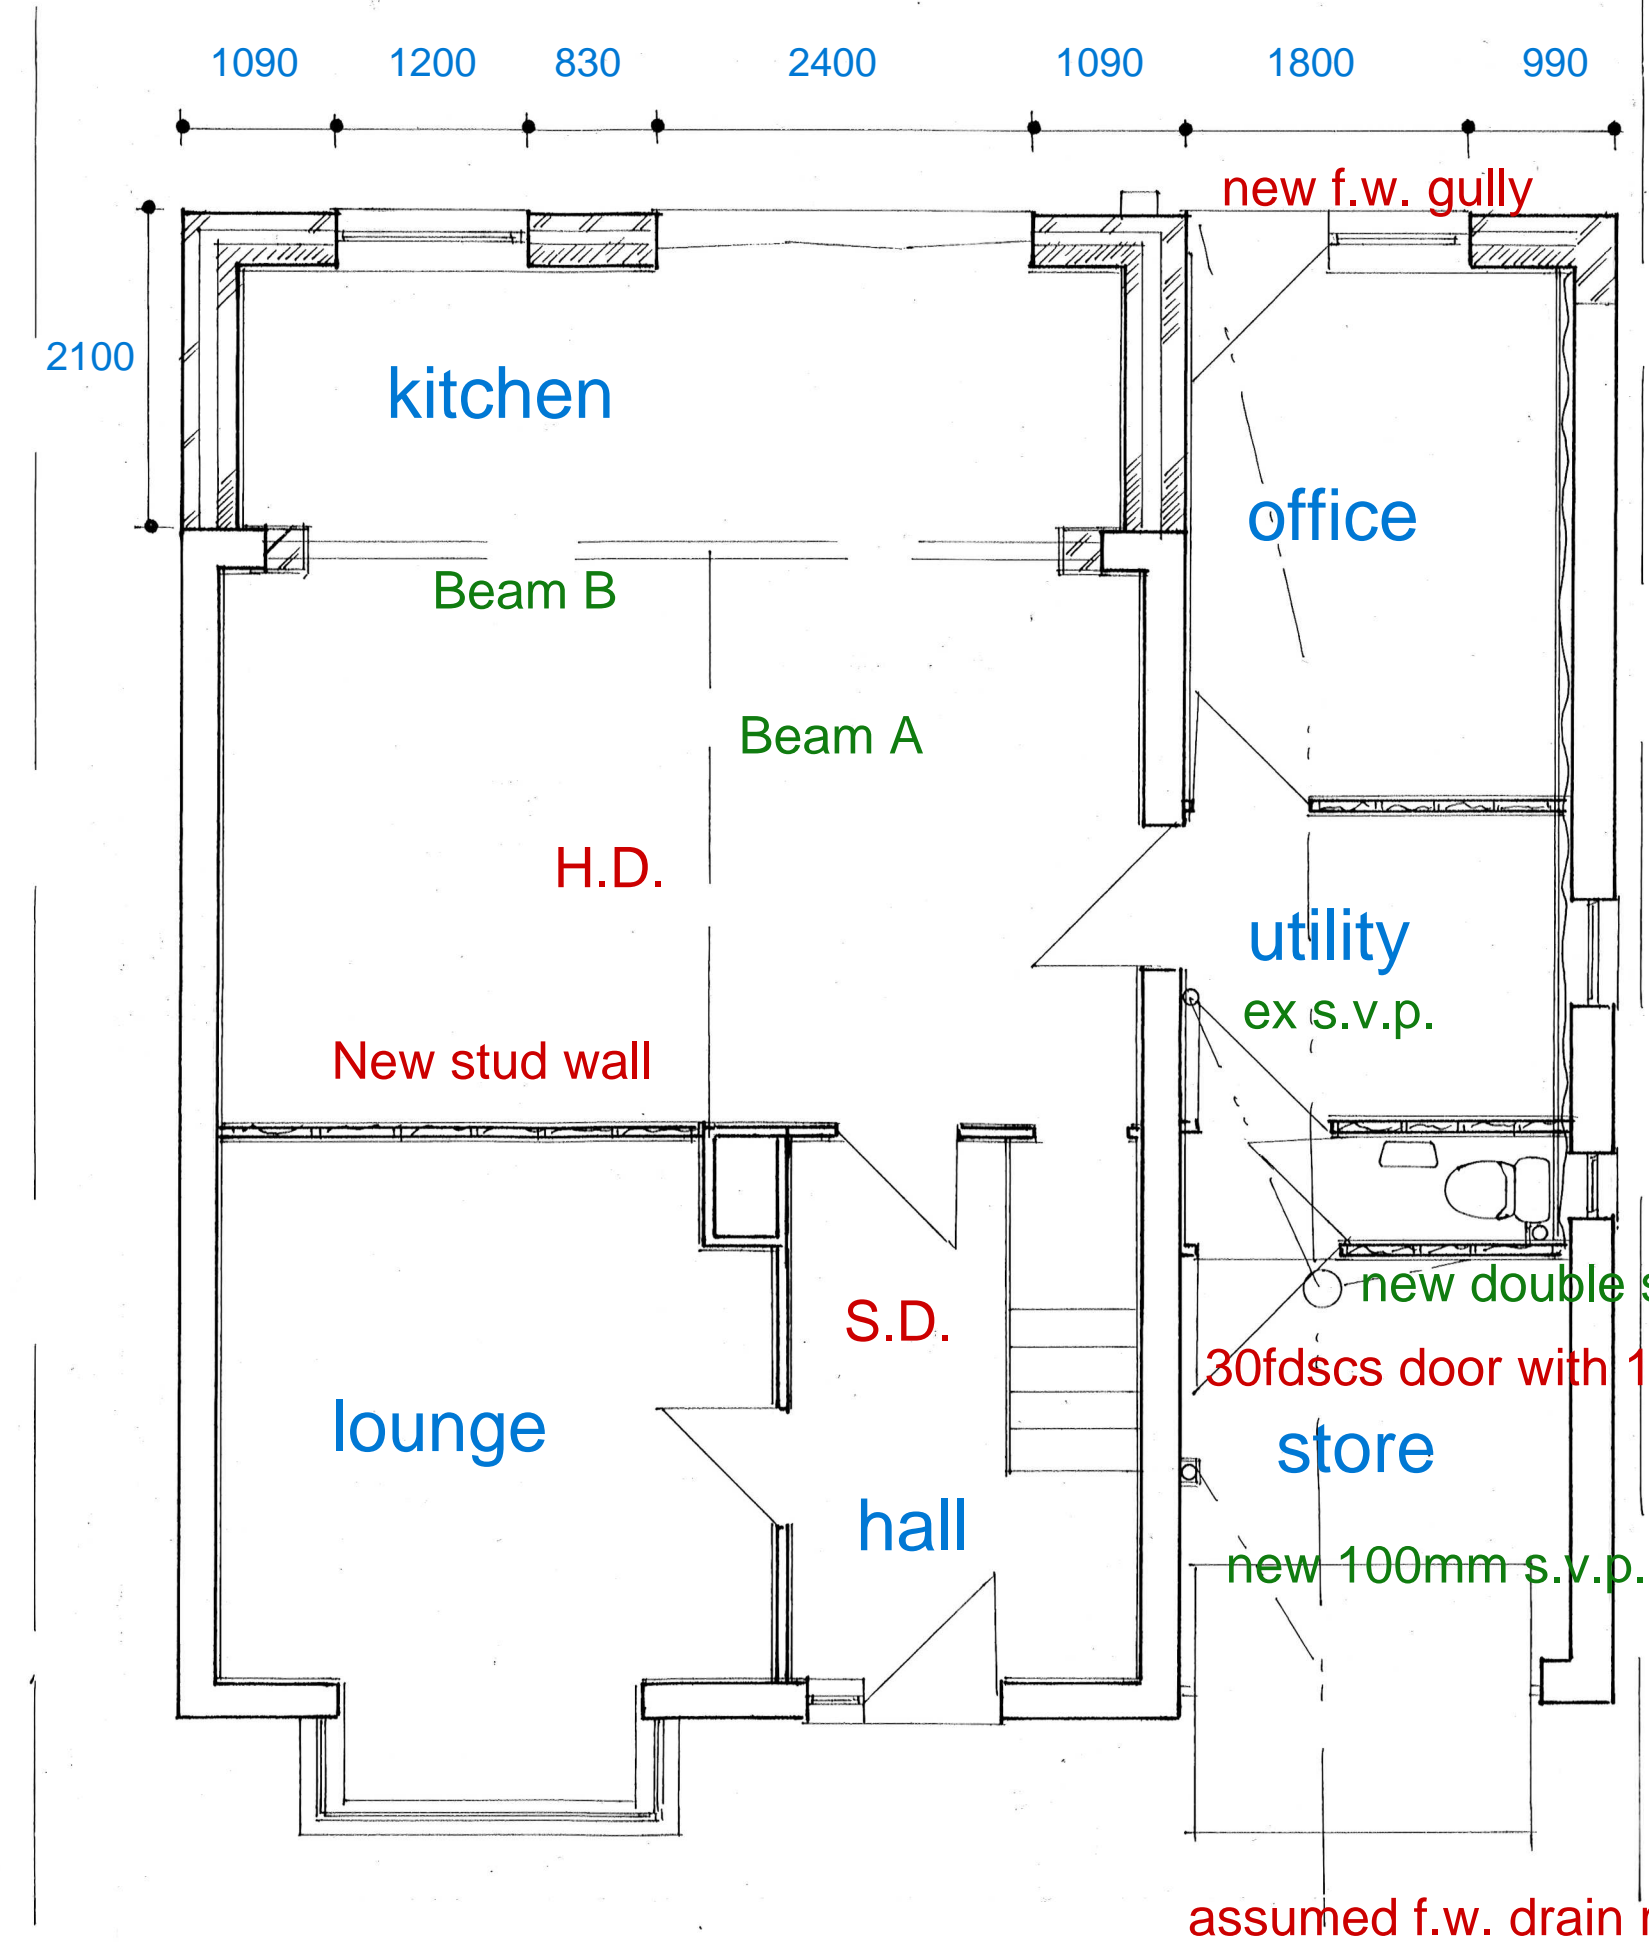 1090 1200 830 2400 1090 1800 990
new f.w. gully
2100
kitchen
office
Beam B
Beam A
H.D.
utility
ex s.v.p.
New stud wall
new double s
S.D.
30fdscs door with 1
lounge
store
hall
new 100mm s.v.p.
assumed f.w. drain r